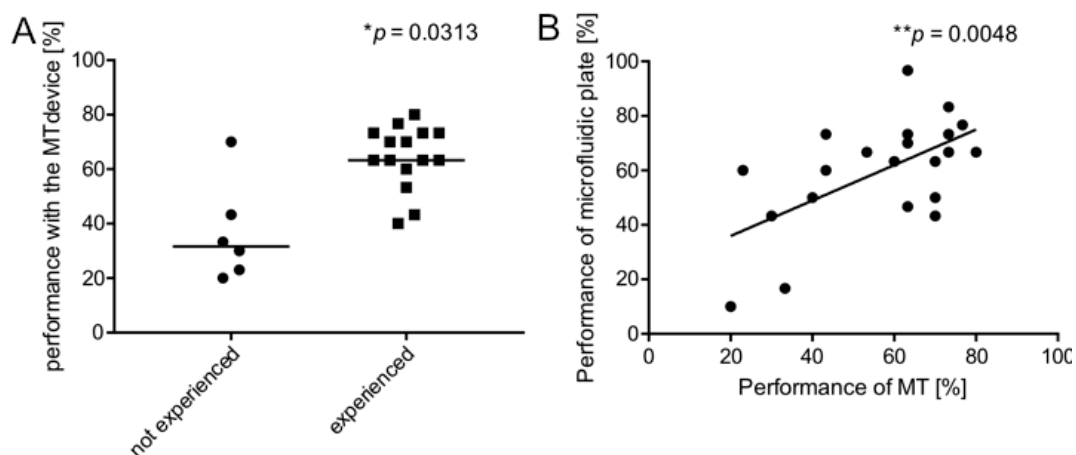 A
*p = 0.0313
performance with the MTdevice [%]
100
80
60
40
20
0
not experienced
experienced
B
**p = 0.0048
Performance of microfluidic plate [%]
100
80
60
40
20
0
0
20
40
60
80
100
Performance of MT [%]